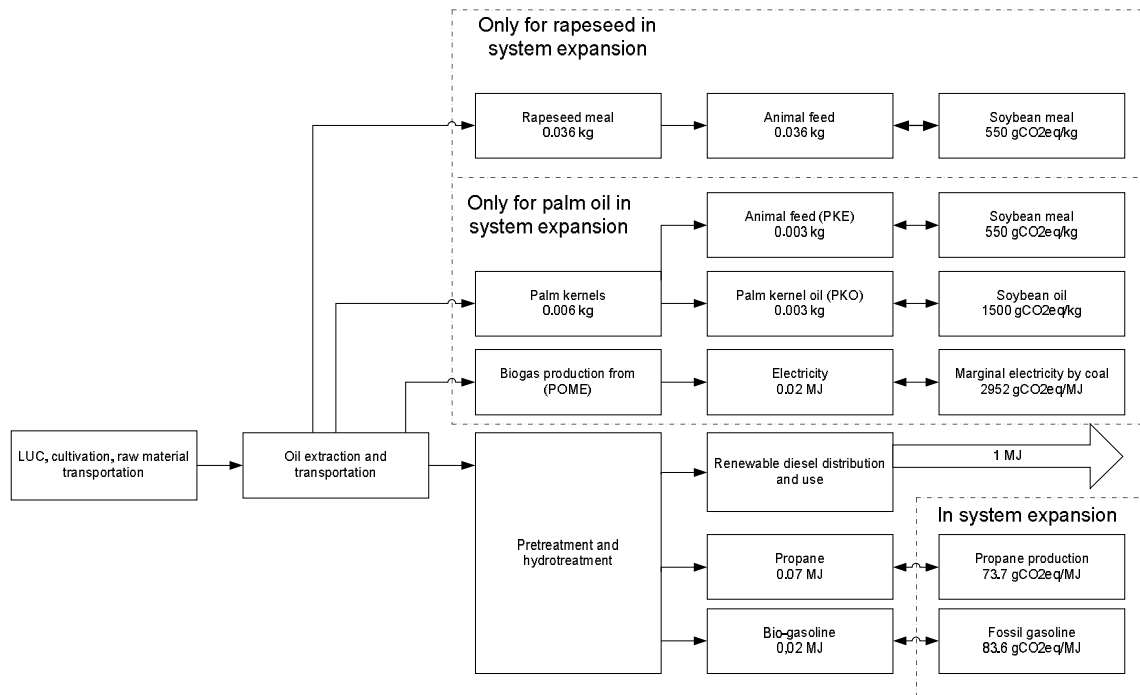 Only for rapeseed in
system expansion
Rapeseed meal
0.036 kg
Animal feed
0.036 kg
Soybean meal
550 gCO2eq/kg
Only for palm oil in
system expansion
Animal feed (PKE)
0.003 kg
Soybean meal
550 gCO2eq/kg
Palm kernels
0.006 kg
Palm kernel oil (PKO)
0.003 kg
Soybean oil
1500 gCO2eq/kg
Biogas production from
(POME)
Electricity
0.02 MJ
Marginal electricity by coal
2952 gCO2eq/MJ
LUC, cultivation, raw material
transportation
Oil extraction and
transportation
Renewable diesel distribution
and use
1 MJ
Pretreatment and
hydrotreatment
In system expansion
Propane
0.07 MJ
Propane production
73.7 gCO2eq/MJ
Bio-gasoline
0,02 MJ
Fossil gasoline
83.6 gCO2eq/MJ